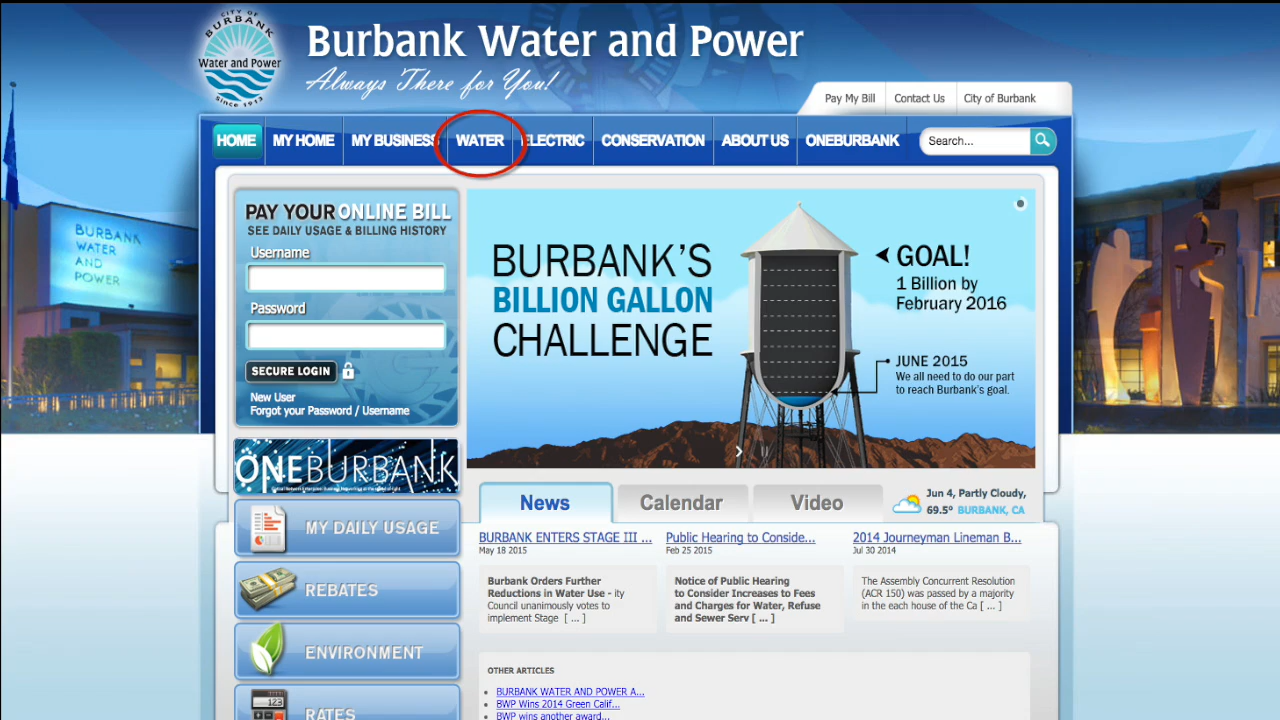 CITY OF
BURBANK
Water and Power
Since 1913
Burbank Water and Power
Always There for You!
Pay My Bill
Contact Us
City of Burbank
HOME
MY HOME
MY BUSINESS
WATER
ELECTRIC
CONSERVATION
ABOUT US
ONEBURBANK
Search...
BURBANK
WATER
AND
POWER
PAY YOUR ONLINE BILL
SEE DAILY USAGE & BILLING HISTORY
Username
Password
SECURE LOGIN
New User
Forgot your Password / Username
BURBANK'S
BILLION GALLON
CHALLENGE
GOAL!
1 Billion by
February 2016
JUNE 2015
We all need to do our part
to reach Burbank's goal.
ONEBURBANK
MY DAILY USAGE
REBATES
ENVIRONMENT
123
RATES
News
Calendar
Video
Jun 4, Partly Cloudy,
69.5° BURBANK, CA
BURBANK ENTERS STAGE III ...
May 18 2015
Burbank Orders Further
Reductions in Water Use - ity
Council unanimously votes to
implement Stage [ ... ]
Public Hearing to Conside...
Feb 25 2015
Notice of Public Hearing
to Consider Increases to Fees
and Charges for Water, Refuse
and Sewer Serv [ ... ]
2014 Journeyman Lineman B...
Jul 30 2014
The Assembly Concurrent Resolution
(ACR 150) was passed by a majority
in the each house of the Ca [ ... ]
OTHER ARTICLES
BURBANK WATER AND POWER A...
BWP Wins 2014 Green Calif...
BWP wins another award...